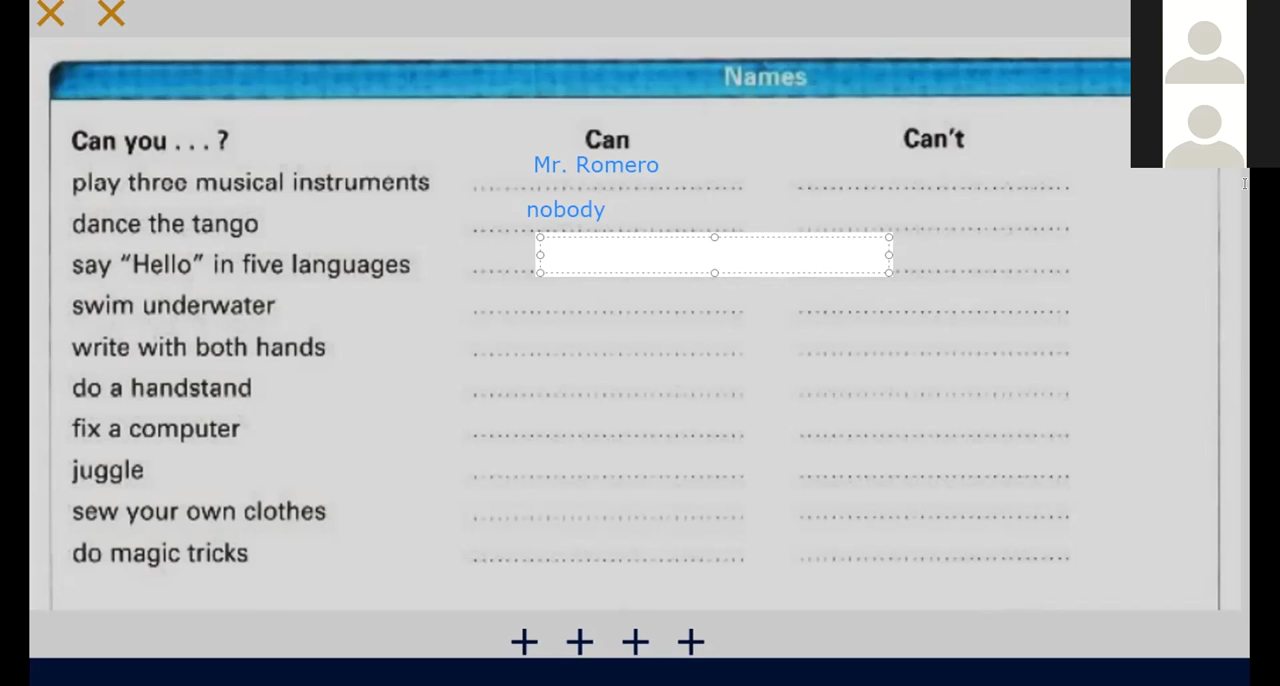 Names
Can you . . . ? Can Can't
play three musical instruments Mr. Romero
dance the tango nobody
say “Hello” in five languages
swim underwater
write with both hands
do a handstand
fix a computer
juggle
sew your own clothes
do magic tricks